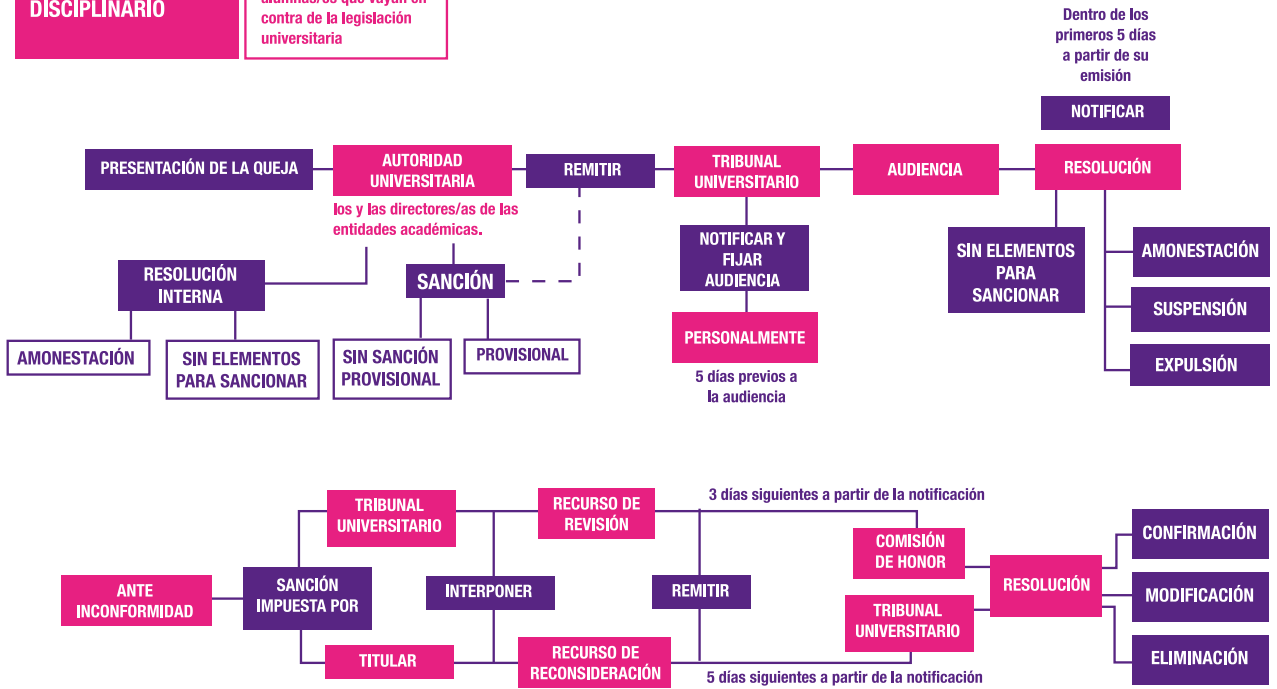 DISCIPLINARIO
alumnas/os que vayan en
contra de la legislación
universitaria
Dentro de los
primeros 5 días
a partir de su
emisión
NOTIFICAR
PRESENTACIÓN DE LA QUEJA
AUTORIDAD
UNIVERSITARIA
REMITIR
TRIBUNAL
UNIVERSITARIO
AUDIENCIA
RESOLUCIÓN
los y las directores/as de las
entidades académicas.
RESOLUCIÓN
INTERNA
SANCIÓN
NOTIFICAR Y
FIJAR
AUDIENCIA
SIN ELEMENTOS
PARA
SANCIONAR
AMONESTACIÓN
SUSPENSIÓN
EXPULSIÓN
AMONESTACIÓN
SIN ELEMENTOS
PARA SANCIONAR
SIN SANCIÓN
PROVISIONAL
PROVISIONAL
PERSONALMENTE
5 días previos a
la audiencia
ANTE
INCONFORMIDAD
SANCIÓN
IMPUESTA POR
TRIBUNAL
UNIVERSITARIO
TITULAR
INTERPONER
RECURSO DE
REVISIÓN
RECURSO DE
RECONSIDERACIÓN
REMITIR
3 días siguientes a partir de la notificación
5 días siguientes a partir de la notificación
COMISIÓN
DE HONOR
TRIBUNAL
UNIVERSITARIO
RESOLUCIÓN
CONFIRMACIÓN
MODIFICACIÓN
ELIMINACIÓN